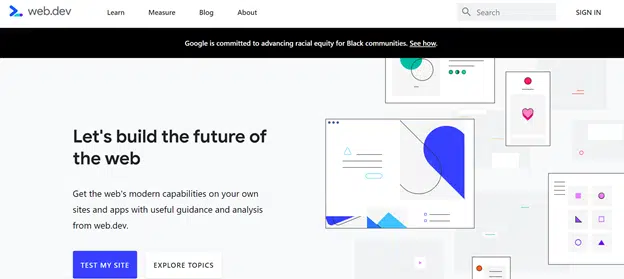 web.dev
Learn
Measure
Blog
About
Search
SIGN IN
Google is committed to advancing racial equity for Black communities. See how.
Let's build the future of
the web
Get the web's modern capabilities on your own
sites and apps with useful guidance and analysis
from web.dev.
TEST MY SITE
EXPLORE TOPICS